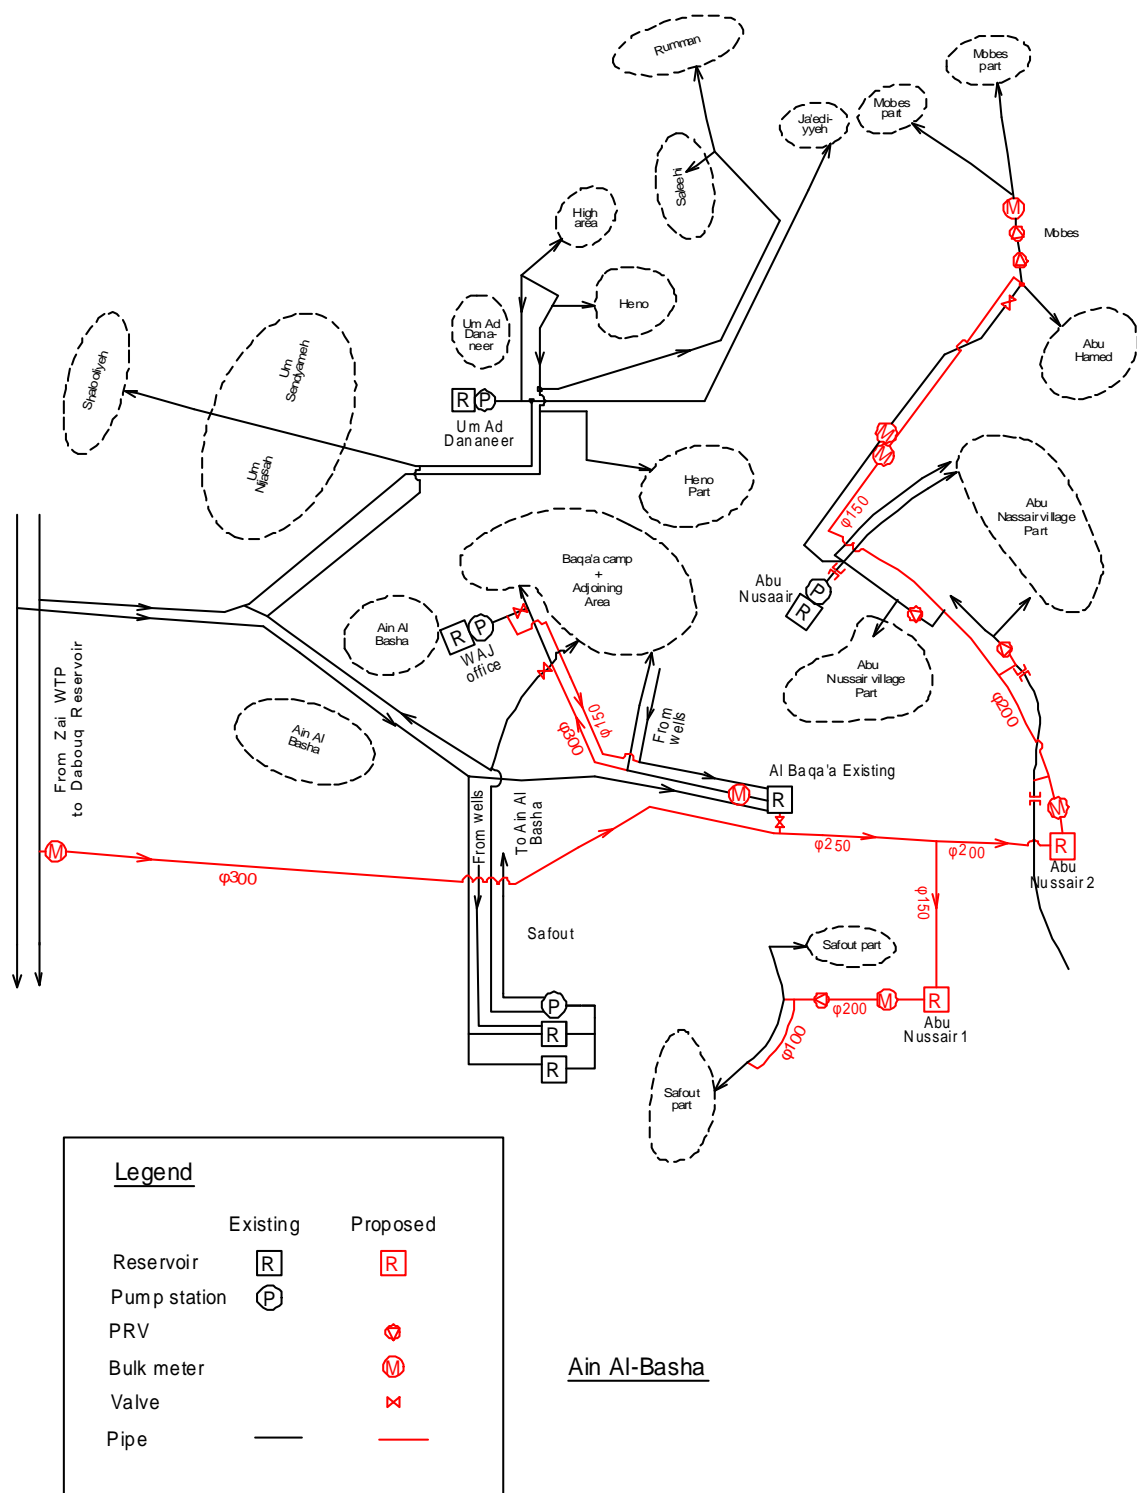 Rumman
Mobes
part
Mobes
part
Ja'edi-
yyeh
Saleehi
High
area
Mobes
Heno
Um Ad
Dana-
neer
Abu
Hamed
Shalooliyeh
Um
Sendyameh
Um
Nijasah
R
P
Um Ad
Dananeer
M
M
M
Heno
Part
φ150
Abu
Nassair village
Part
Baqa'a camp
+
Adjoining
Area
Abu
Nusaair
P
R
Ain Al
Basha
R
P
WAJ
office
Abu
Nussair village
Part
φ200
From Zai WTP
to Dabouq Reservoir
Ain Al
Basha
φ300
φ150
From
wells
Al Baqa'a Existing
M
R
From wells
To Ain Al
Basha
M
φ300
φ250
φ200
M
R
Abu
Nussair 2
φ150
Safout
Safout part
P
R
R
φ200
M
R
Abu
Nussair 1
φ100
Safout
part
Legend
Existing Proposed
Reservoir R R
Pump station P
PRV
Bulk meter M
Valve
Pipe
Ain Al-Basha